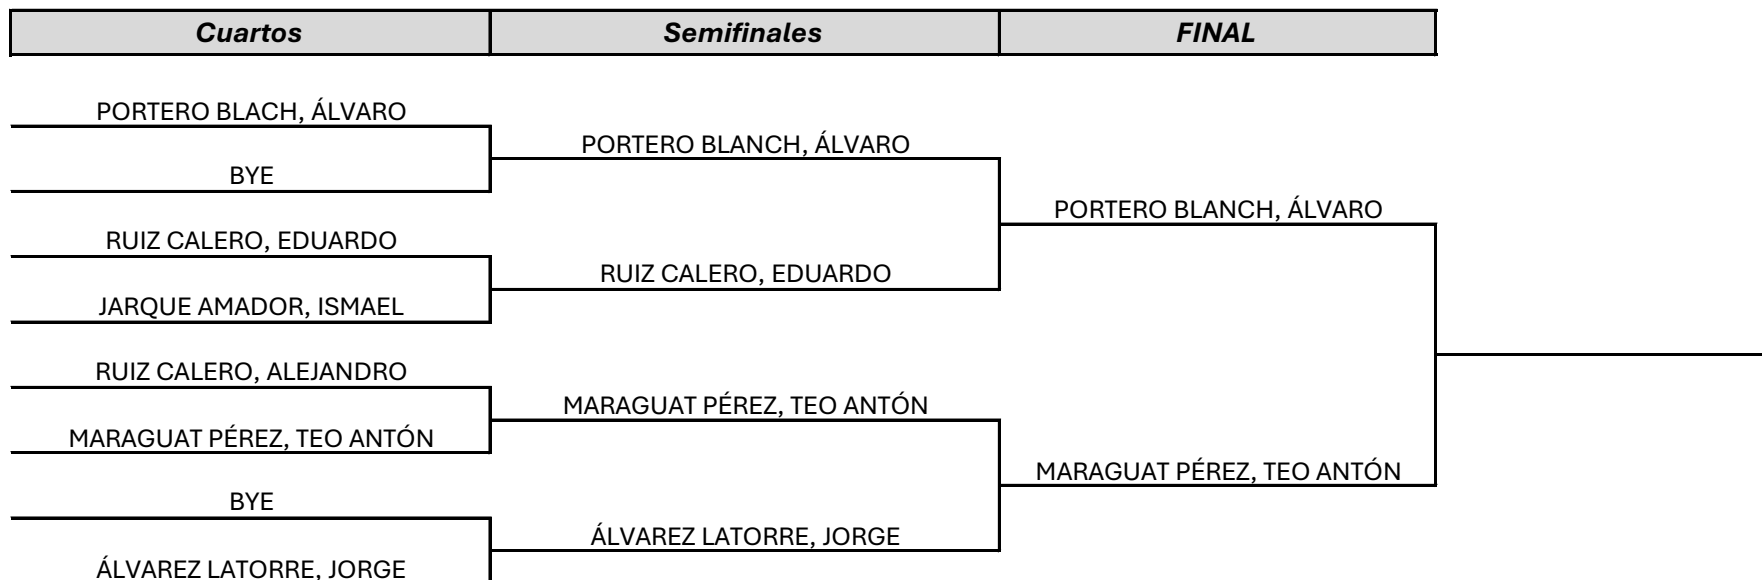 Cuartos Semifinales FINAL
PORTERO BLACH, ÁLVARO
PORTERO BLANCH, ÁLVARO
BYE
PORTERO BLANCH, ÁLVARO
RUIZ CALERO, EDUARDO
RUIZ CALERO, EDUARDO
JARQUE AMADOR, ISMAEL
RUIZ CALERO, ALEJANDRO
MARAGUAT PÉREZ, TEO ANTÓN
MARAGUAT PÉREZ, TEO ANTÓN
MARAGUAT PÉREZ, TEO ANTÓN
BYE
ÁLVAREZ LATORRE, JORGE
ÁLVAREZ LATORRE, JORGE